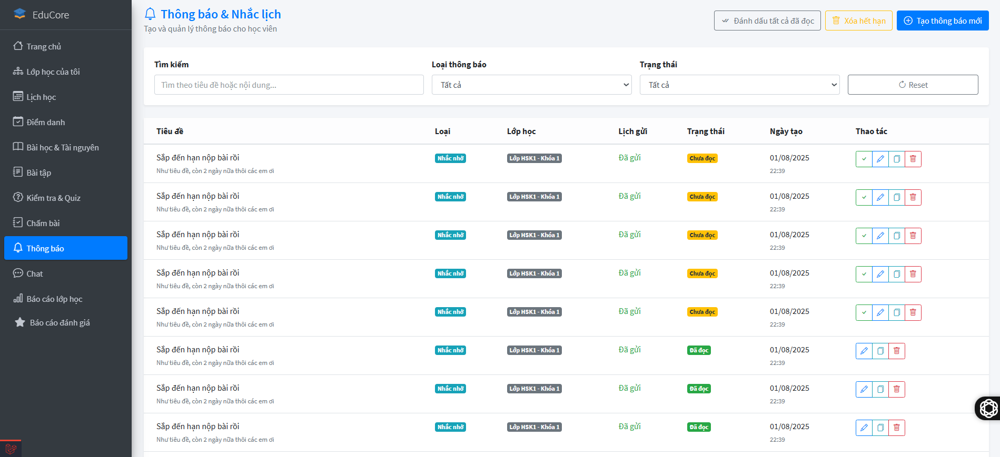 EduCore
Trang chủ
Lớp học của tôi
Lịch học
Điểm danh
Bài học & Tài nguyên
Bài tập
Kiểm tra & Quiz
Chấm bài
Thông báo
Chat
Báo cáo lớp học
Báo cáo đánh giá
Thông báo & Nhắc lịch
Tạo và quản lý thông báo cho học viên
Đánh dấu tất cả đã đọc
Xóa hết hạn
Tạo thông báo mới
Tìm kiếm
Loại thông báo
Trạng thái
Tìm theo tiêu đề hoặc nội dung...
Tất cả
Tất cả
Reset
Tiêu đề Loại Lớp học Lịch gửi Trạng thái Ngày tạo Thao tác
Sắp đến hạn nộp bài rồi Nhắc nhở Lớp HSK1 - Khóa 1 Đã gửi Chưa đọc 01/08/2025
Như tiêu đề, còn 2 ngày nữa thôi các em ơi 22:39
Sắp đến hạn nộp bài rồi Nhắc nhở Lớp HSK1 - Khóa 1 Đã gửi Chưa đọc 01/08/2025
Như tiêu đề, còn 2 ngày nữa thôi các em ơi 22:39
Sắp đến hạn nộp bài rồi Nhắc nhở Lớp HSK1 - Khóa 1 Đã gửi Chưa đọc 01/08/2025
Như tiêu đề, còn 2 ngày nữa thôi các em ơi 22:39
Sắp đến hạn nộp bài rồi Nhắc nhở Lớp HSK1 - Khóa 1 Đã gửi Chưa đọc 01/08/2025
Như tiêu đề, còn 2 ngày nữa thôi các em ơi 22:39
Sắp đến hạn nộp bài rồi Nhắc nhở Lớp HSK1 - Khóa 1 Đã gửi Chưa đọc 01/08/2025
Như tiêu đề, còn 2 ngày nữa thôi các em ơi 22:39
Sắp đến hạn nộp bài rồi Nhắc nhở Lớp HSK1 - Khóa 1 Đã gửi Đã đọc 01/08/2025
Như tiêu đề, còn 2 ngày nữa thôi các em ơi 22:39
Sắp đến hạn nộp bài rồi Nhắc nhở Lớp HSK1 - Khóa 1 Đã gửi Đã đọc 01/08/2025
Như tiêu đề, còn 2 ngày nữa thôi các em ơi 22:39
Sắp đến hạn nộp bài rồi Nhắc nhở Lớp HSK1 - Khóa 1 Đã gửi Đã đọc 01/08/2025
Như tiêu đề, còn 2 ngày nữa thôi các em ơi 22:39